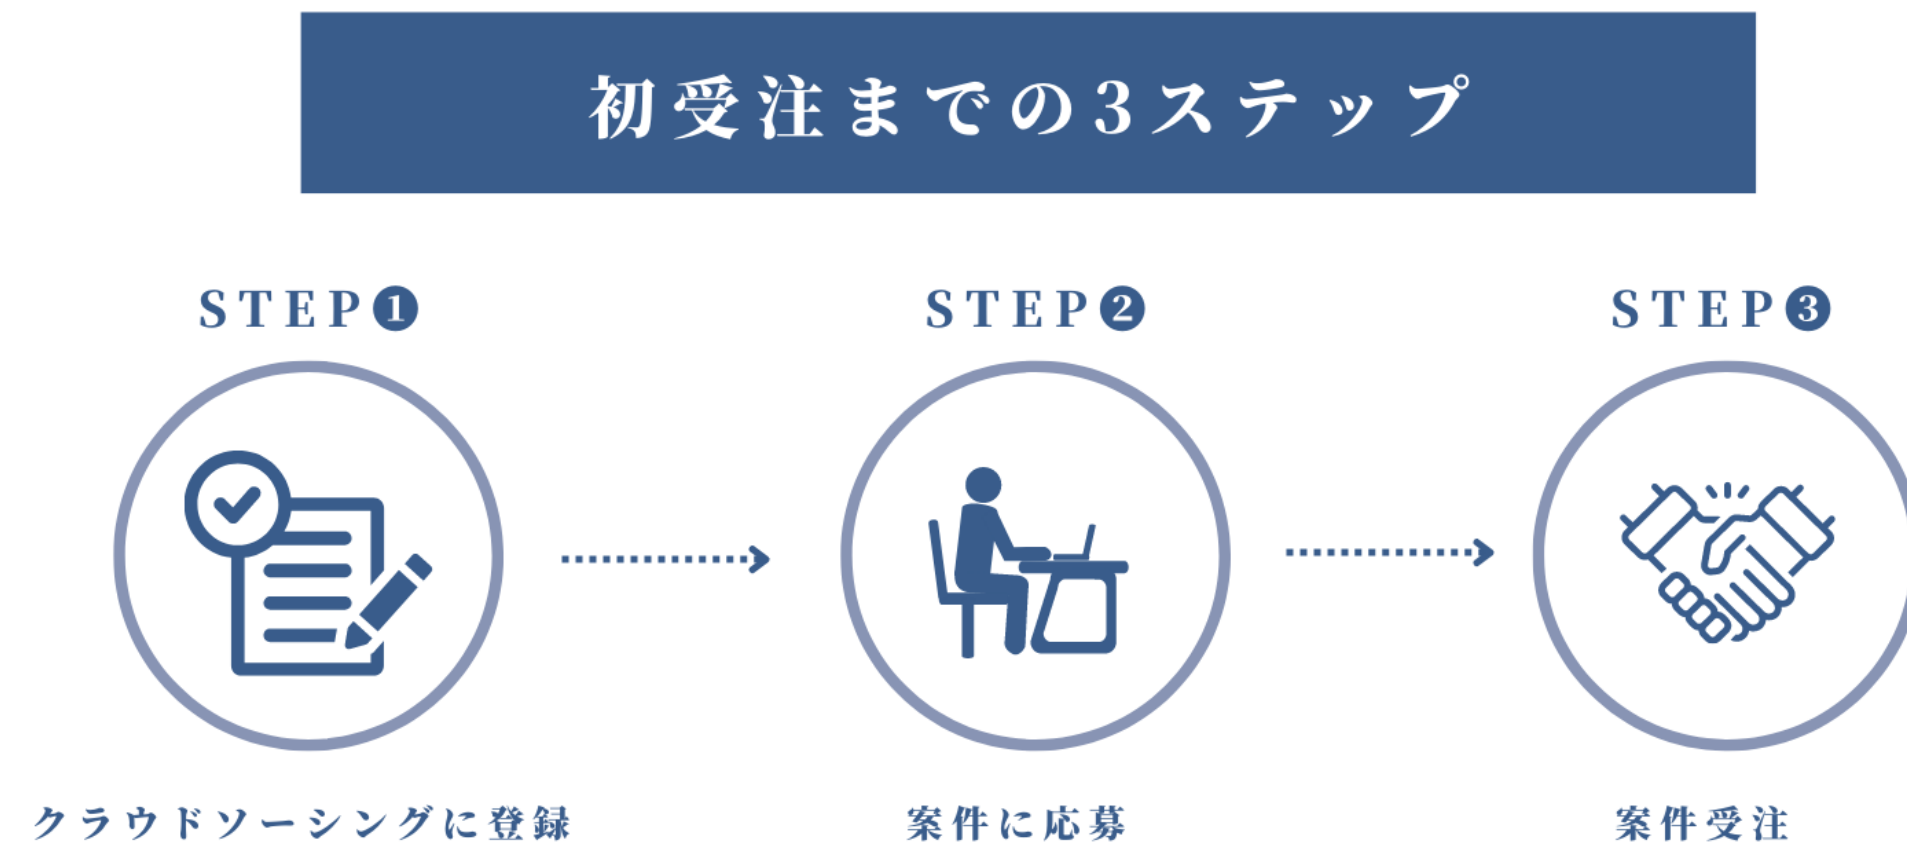 初受注までの3ステップ
STEP❶
STEP❷
STEP❸
クラウドソーシングに登録
案件に応募
案件受注